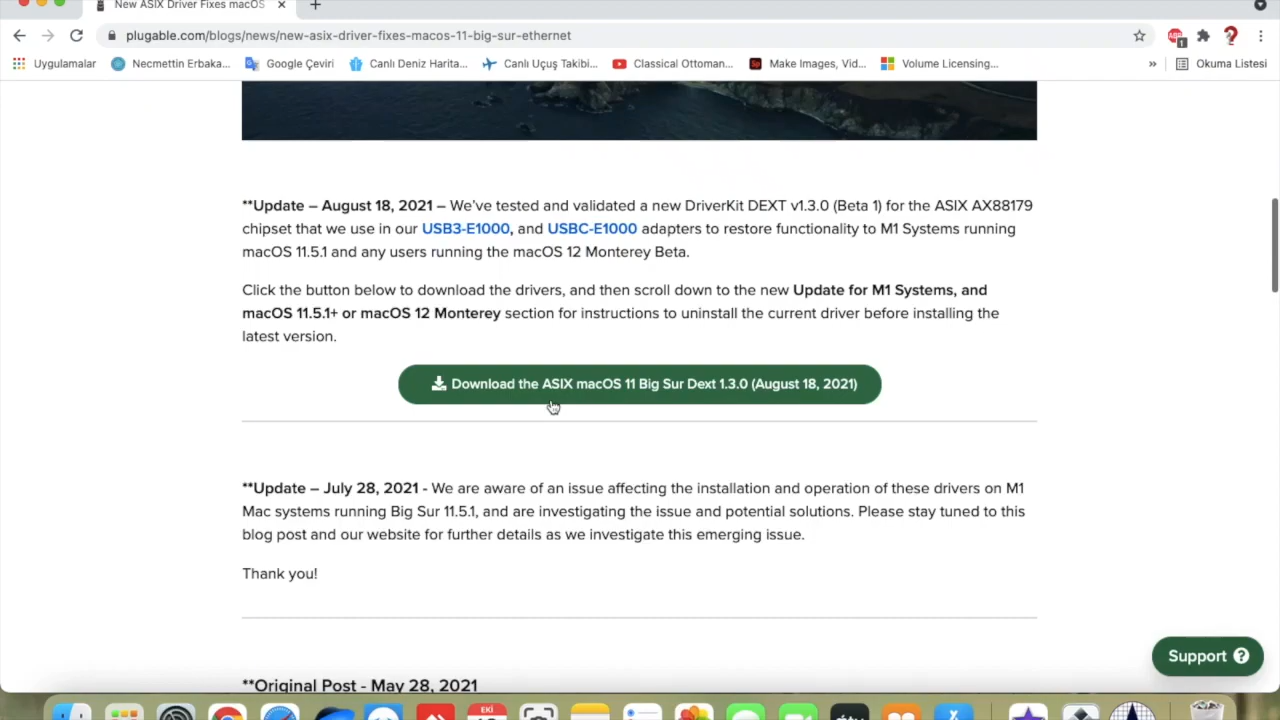 New ASIX Driver Fixes macOS
plugable.com/blogs/news/new-asix-driver-fixes-macos-11-big-sur-ethernet
Uygulamalar Necmettin Erbaka... Google Çeviri Canlı Deniz Harita... Canlı Uçuş Takibi... Classical Ottoman... Make Images, Vid... Volume Licensing... » Okuma Listesi
**Update – August 18, 2021 – We've tested and validated a new DriverKit DEXT v1.3.0 (Beta 1) for the ASIX AX88179
chipset that we use in our USB3-E1000, and USBC-E1000 adapters to restore functionality to M1 Systems running
macOS 11.5.1 and any users running the macOS 12 Monterey Beta.
Click the button below to download the drivers, and then scroll down to the new Update for M1 Systems, and
macOS 11.5.1+ or macOS 12 Monterey section for instructions to uninstall the current driver before installing the
latest version.
Download the ASIX macOS 11 Big Sur Dext 1.3.0 (August 18, 2021)
**Update – July 28, 2021 - We are aware of an issue affecting the installation and operation of these drivers on M1
Mac systems running Big Sur 11.5.1, and are investigating the issue and potential solutions. Please stay tuned to this
blog post and our website for further details as we investigate this emerging issue.
Thank you!
Support ?
**Original Post - May 28, 2021
EKİ